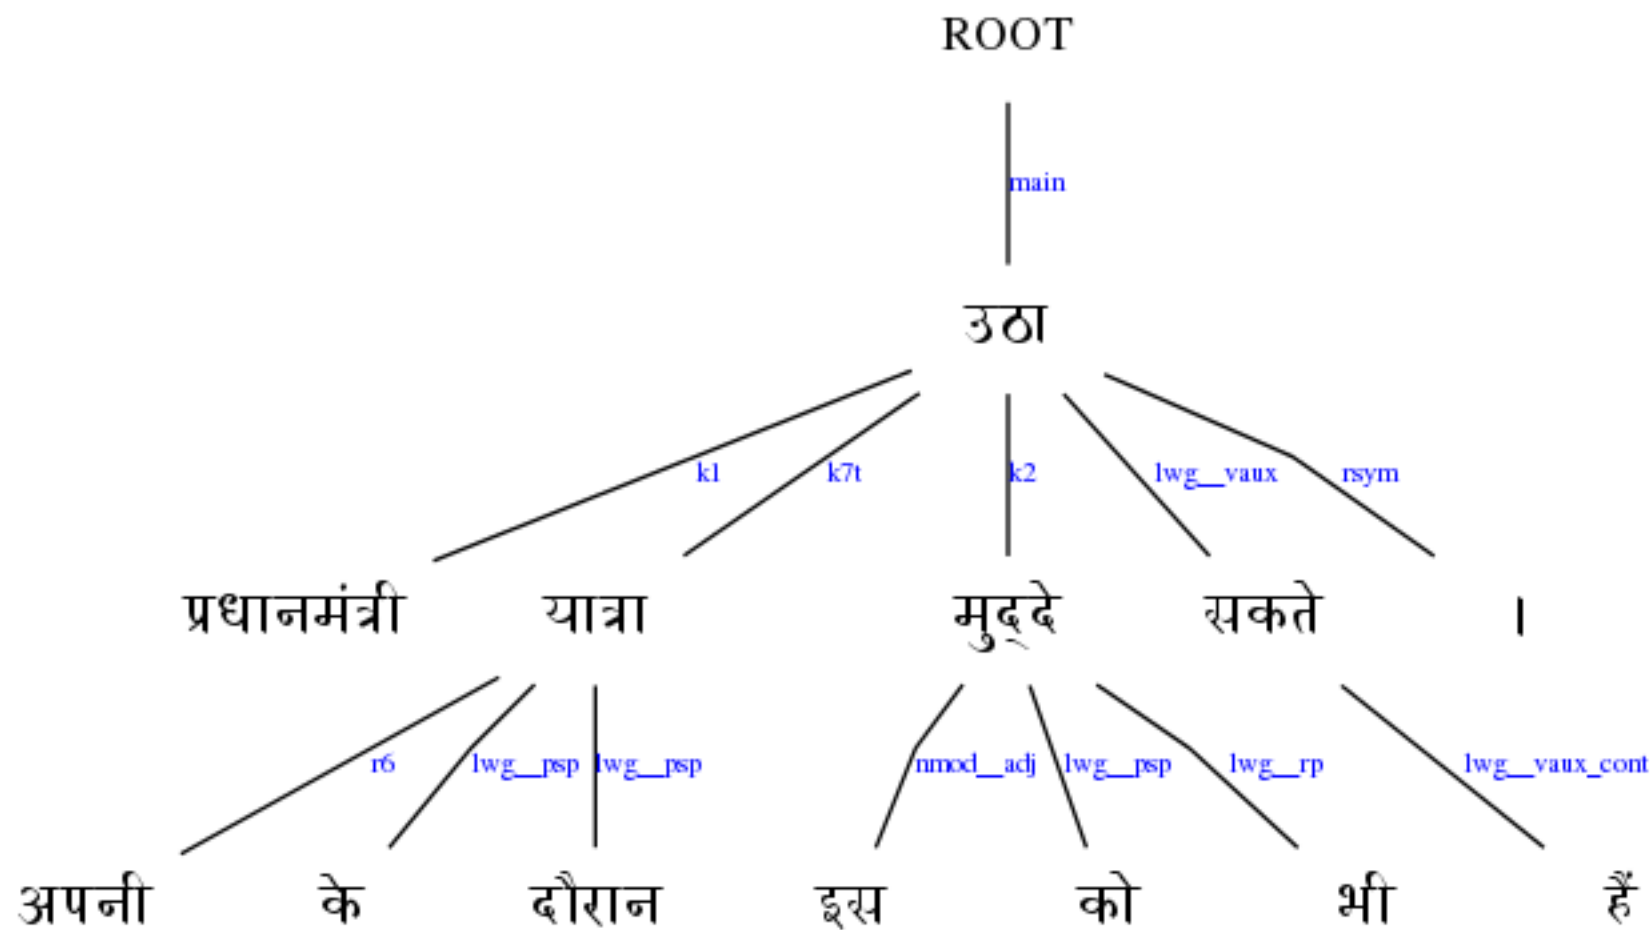 ROOT
main
उठा
k1 k7t k2 lwg__vaux rsym
प्रधानमंत्री यात्रा मुद्‌दे सकते ।
r6 lwg__psp lwg__psp nmod__adj lwg__psp lwg__rp lwg__vaux_cont
अपनी के दौरान इस को भी हैं